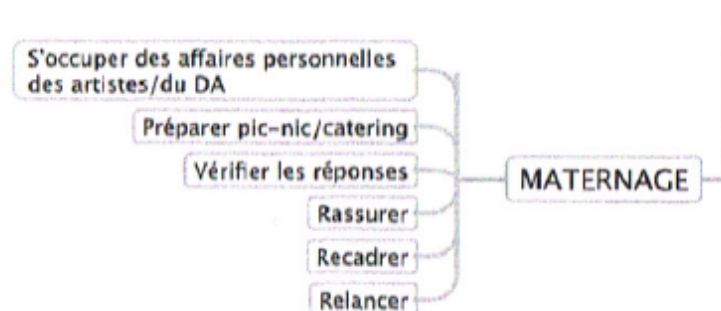 S'occuper des affaires personnelles
des artistes/du DA
Préparer pic-nic/catering
Vérifier les réponses
MATERNAGE
Rassurer
Recadrer
Relancer